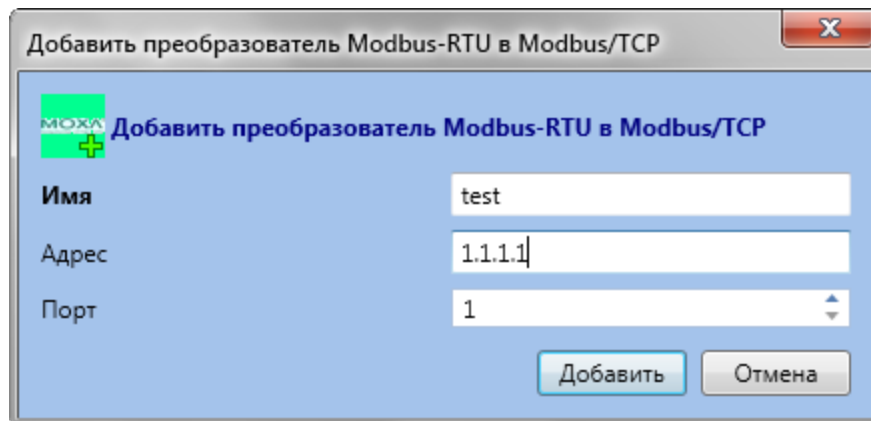 Добавить преобразователь Modbus-RTU в Modbus/TCP
MOXA Добавить преобразователь Modbus-RTU в Modbus/TCP
Имя test
Адрес 1.1.1.1
Порт 1
Добавить Отмена